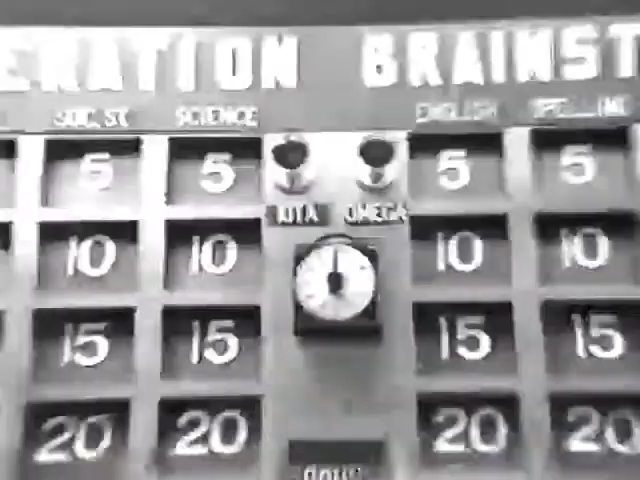 ERATION BRAINST
SOC. ST. SCIENCE ENGLISH SPELLING
5 5 5 5
IOTA OMEGA
10 10 10 10
15 15 15 15
20 20 20 20